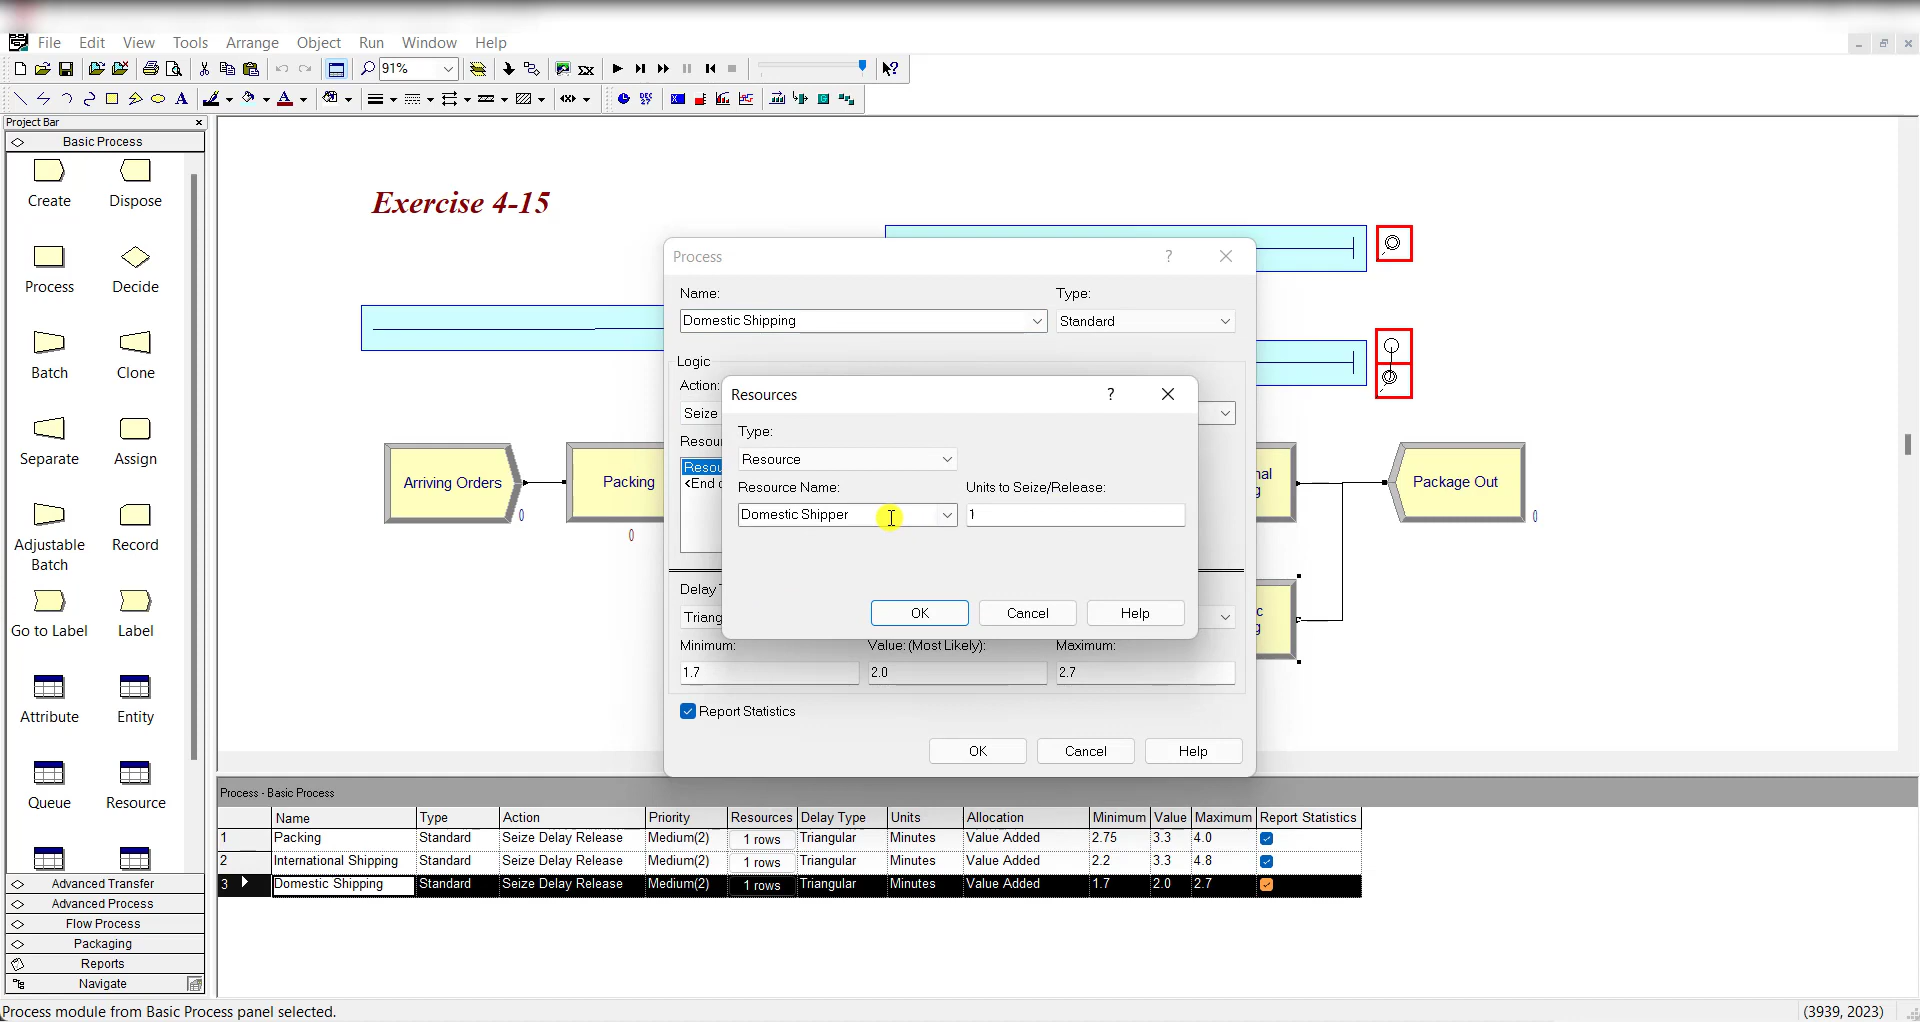 File Edit View Tools Arrange Object Run Window Help
91%
Project Bar
Basic Process
Create Dispose
Process Decide
Batch Clone
Separate Assign
Adjustable Batch Record
Go to Label Label
Attribute Entity
Queue Resource
Advanced Transfer
Advanced Process
Flow Process
Packaging
Reports
Navigate
Exercise 4-15
Arriving Orders
0
Packing
0
Package Out
0
Process
Name: Type:
Domestic Shipping Standard
Logic
Action:
Seize
<End
Delay
Minimum: Value: (Most Likely): Maximum:
1.7 2.0 2.7
Report Statistics
OK Cancel Help
Resources
Type:
Resource
Resource Name: Units to Seize/Release:
Domestic Shipper 1
OK Cancel Help
Process - Basic Process
Name Type Action Priority Resources Delay Type Units Allocation Minimum Value Maximum Report Statistics
1 Packing Standard Seize Delay Release Medium(2) 1 rows Triangular Minutes Value Added 2.75 3.3 4.0
2 International Shipping Standard Seize Delay Release Medium(2) 1 rows Triangular Minutes Value Added 2.2 3.3 4.8
3 Domestic Shipping Standard Seize Delay Release Medium(2) 1 rows Triangular Minutes Value Added 1.7 2.0 2.7
Process module from Basic Process panel selected.
(3939, 2023)